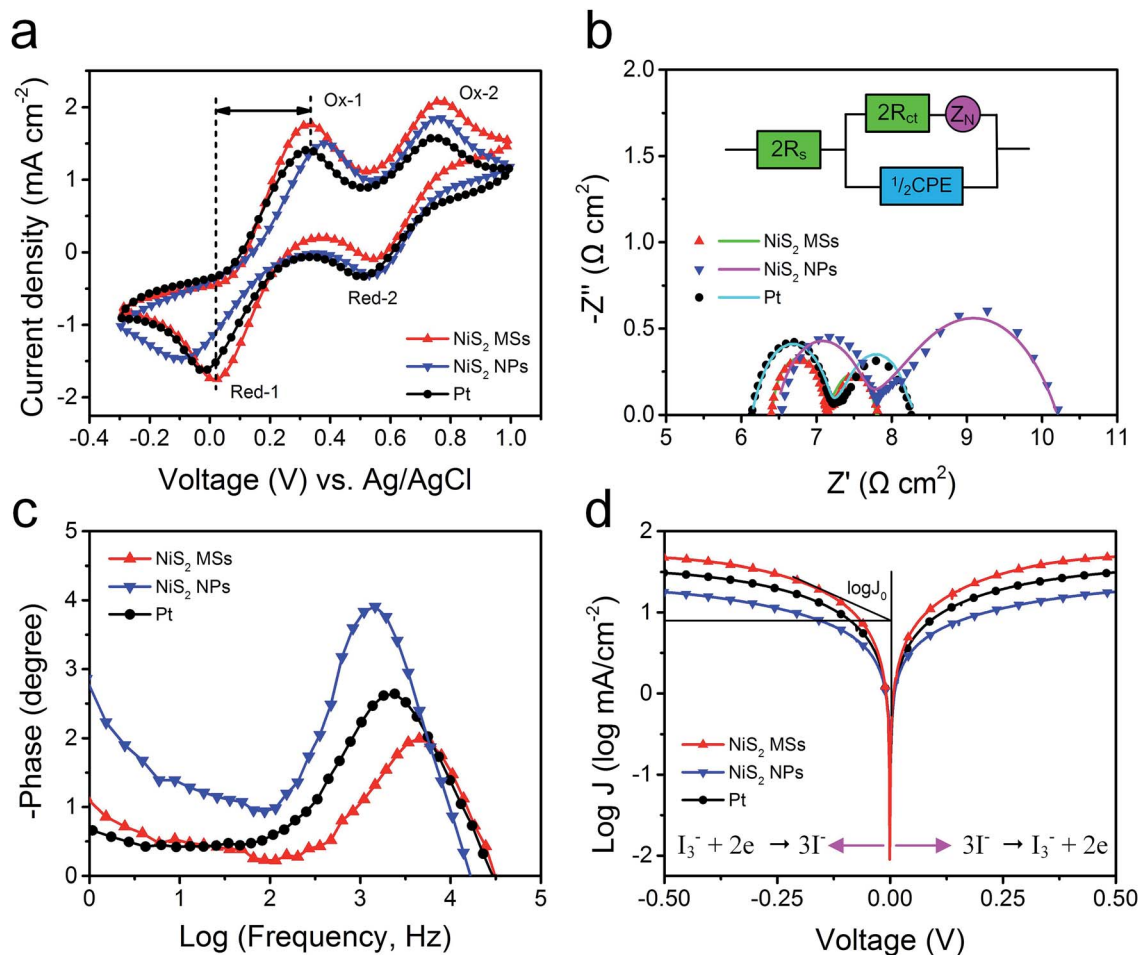 a
Current density (mA cm⁻²)
2
1
0
-1
-2
-0.4 -0.2 0.0 0.2 0.4 0.6 0.8 1.0
Voltage (V) vs. Ag/AgCl
Ox-1
Ox-2
Red-2
Red-1
NiS₂ MSs
NiS₂ NPs
Pt
b
-Z'' (Ω cm²)
2.0
1.5
1.0
0.5
0.0
5 6 7 8 9 10 11
Z' (Ω cm²)
2Rₛ
2R_ct
Z_N
¹/₂CPE
NiS₂ MSs
NiS₂ NPs
Pt
c
-Phase (degree)
5
4
3
2
1
0
0 1 2 3 4 5
Log (Frequency, Hz)
NiS₂ MSs
NiS₂ NPs
Pt
d
Log J (log mA/cm⁻²)
2
1
0
-1
-2
-0.50 -0.25 0.00 0.25 0.50
Voltage (V)
logJ₀
NiS₂ MSs
NiS₂ NPs
Pt
I₃⁻ + 2e → 3I⁻
3I⁻ → I₃⁻ + 2e